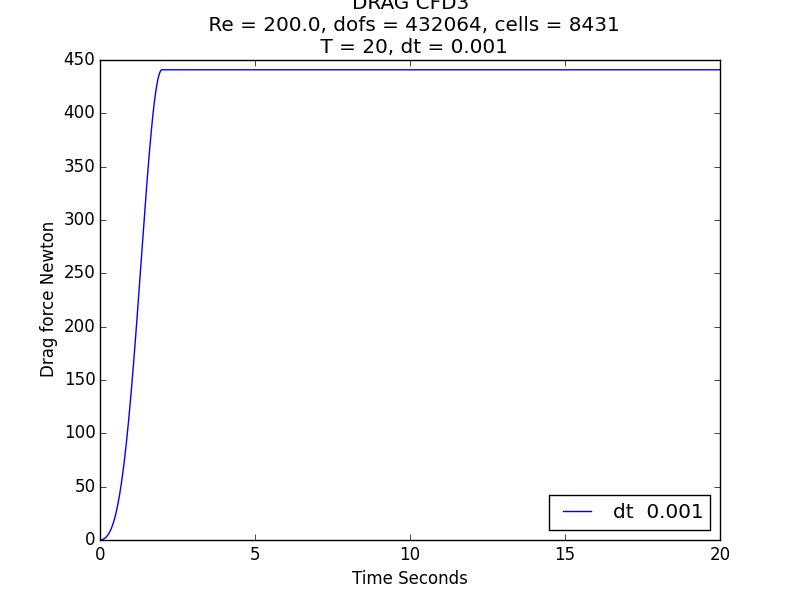 DRAG CFD3
Re = 200.0, dofs = 432064, cells = 8431
T = 20, dt = 0.001
450
400
350
300
250
200
150
100
50
0
Drag force Newton
dt 0.001
0 5 10 15 20
Time Seconds